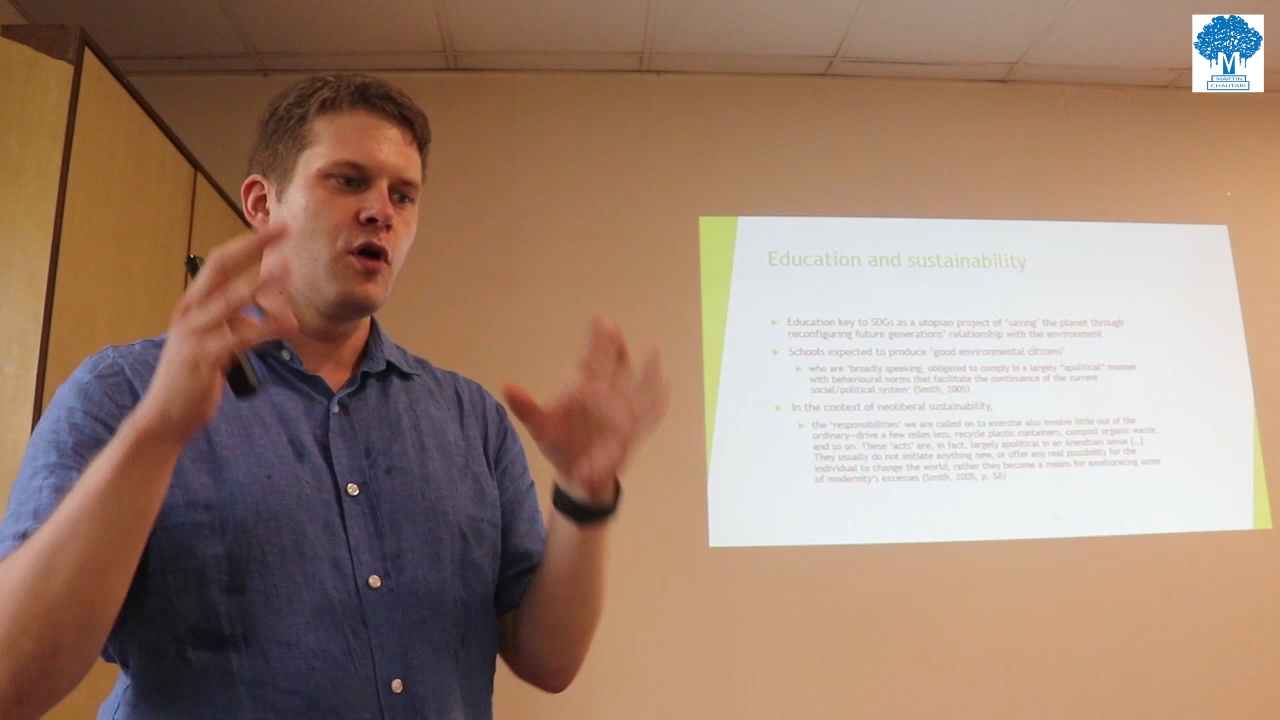 M
MARTIN
CHAUTARI
Education and sustainability
Education key to SDGs as a utopian project of ‘saving’ the planet through
reconfiguring future generations’ relationship with the environment
Schools expected to produce ‘good environmental citizens’
who are ‘broadly speaking, obligated to comply in a largely “apolitical” manner
with behavioural norms that facilitate the continuance of the current
social/political system’ (Smith, 2005)
In the context of neoliberal sustainability,
the ‘responsibilities’ we are called on to exercise also involve little out of the
ordinary—drive a few miles less, recycle plastic containers, compost organic waste,
and so on. These ‘acts’ are, in fact, largely apolitical in an Arendtian sense […]
They usually do not initiate anything new, or offer any real possibility for the
individual to change the world; rather they become a means for ameliorating some
of modernity’s excesses (Smith, 2005, p. 58)